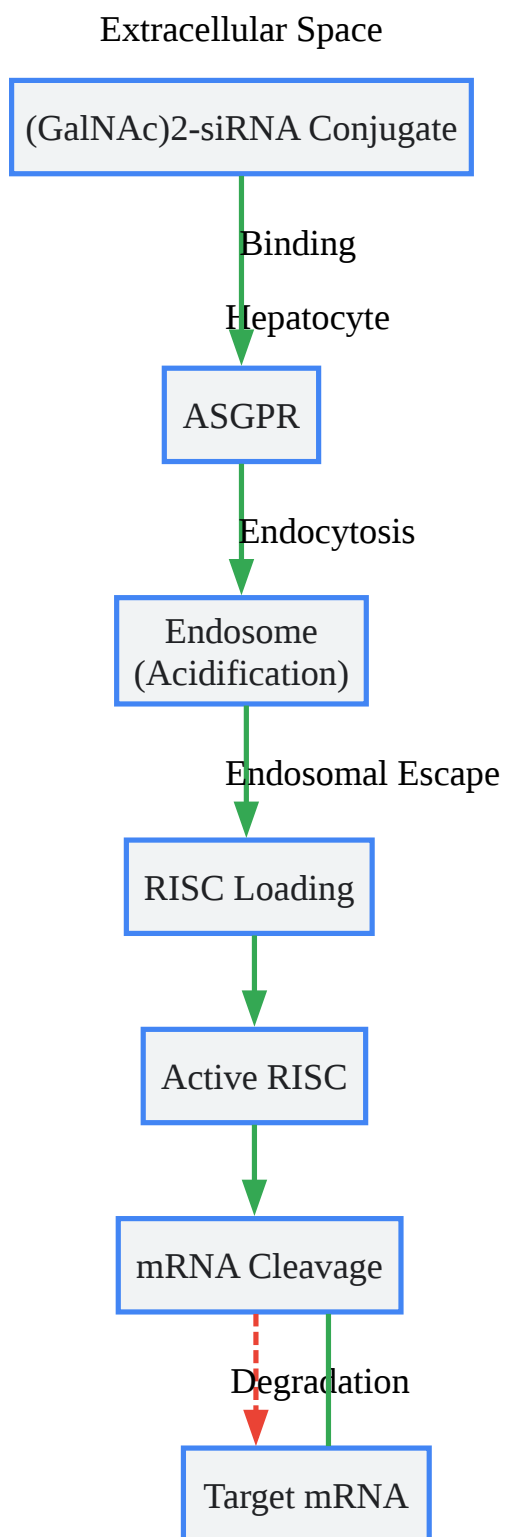 Extracellular Space
(GalNAc)2-siRNA Conjugate
Binding
Hepatocyte
ASGPR
Endocytosis
Endosome
(Acidification)
Endosomal Escape
RISC Loading
Active RISC
mRNA Cleavage
Degradation
Target mRNA